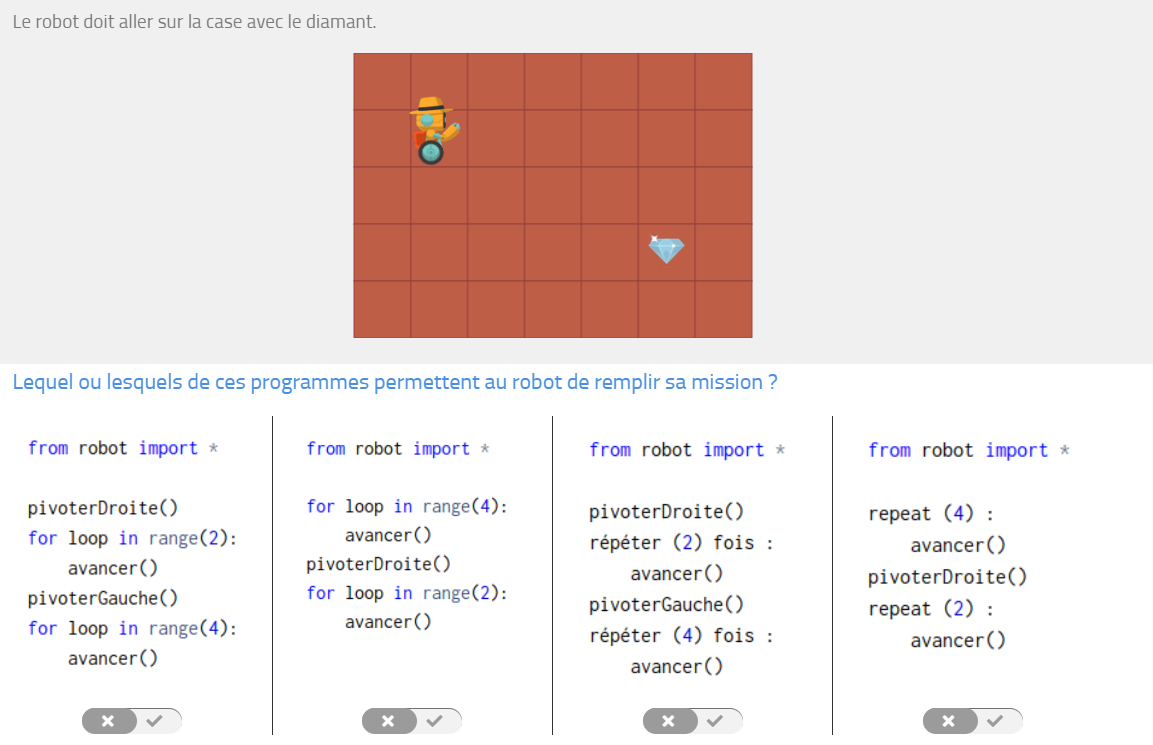 Le robot doit aller sur la case avec le diamant.
Lequel ou lesquels de ces programmes permettent au robot de remplir sa mission ?
from robot import *
pivoterDroite()
for loop in range(2):
    avancer()
pivoterGauche()
for loop in range(4):
    avancer()
from robot import *
for loop in range(4):
    avancer()
pivoterDroite()
for loop in range(2):
    avancer()
from robot import *
pivoterDroite()
répéter (2) fois :
    avancer()
pivoterGauche()
répéter (4) fois :
    avancer()
from robot import *
repeat (4) :
    avancer()
pivoterDroite()
repeat (2) :
    avancer()